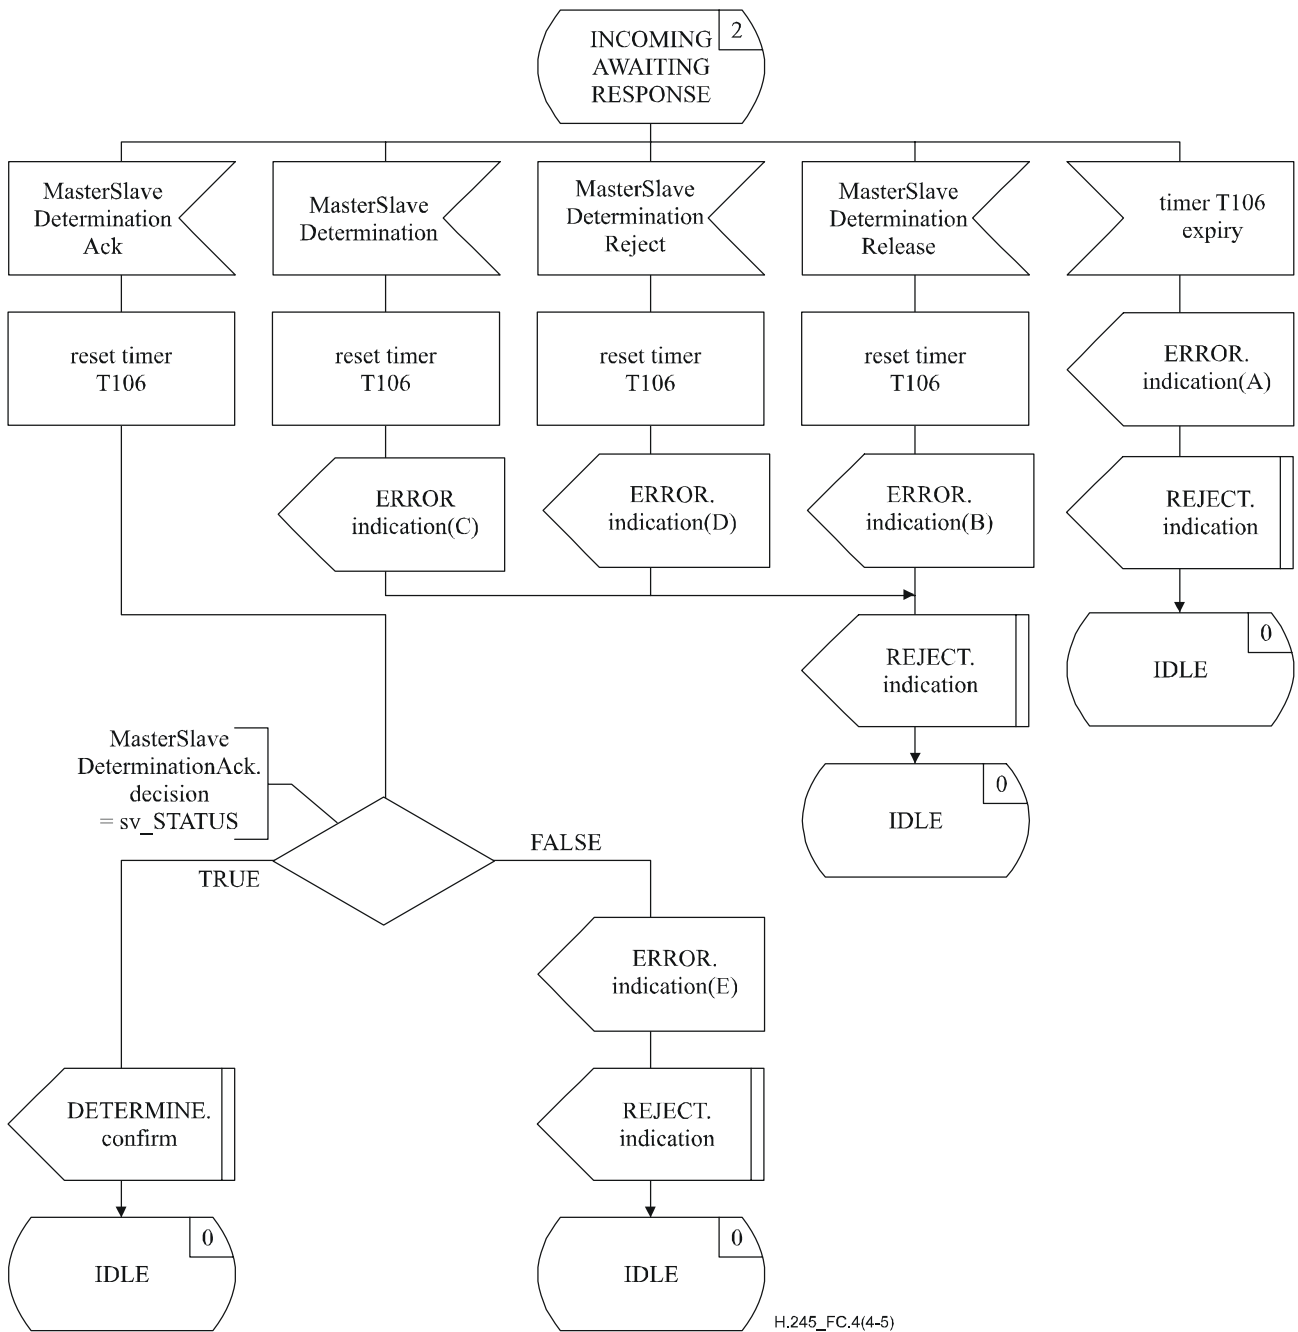 INCOMING
AWAITING
RESPONSE
2
MasterSlave
Determination
Ack
MasterSlave
Determination
MasterSlave
Determination
Reject
MasterSlave
Determination
Release
timer T106
expiry
reset timer
T106
reset timer
T106
reset timer
T106
reset timer
T106
ERROR.
indication(A)
ERROR
indication(C)
ERROR.
indication(D)
ERROR.
indication(B)
REJECT.
indication
REJECT.
indication
0
IDLE
0
IDLE
MasterSlave
DeterminationAck.
decision
= sv_STATUS
TRUE
FALSE
ERROR.
indication(E)
DETERMINE.
confirm
REJECT.
indication
0
IDLE
0
IDLE
H.245_FC.4(4-5)